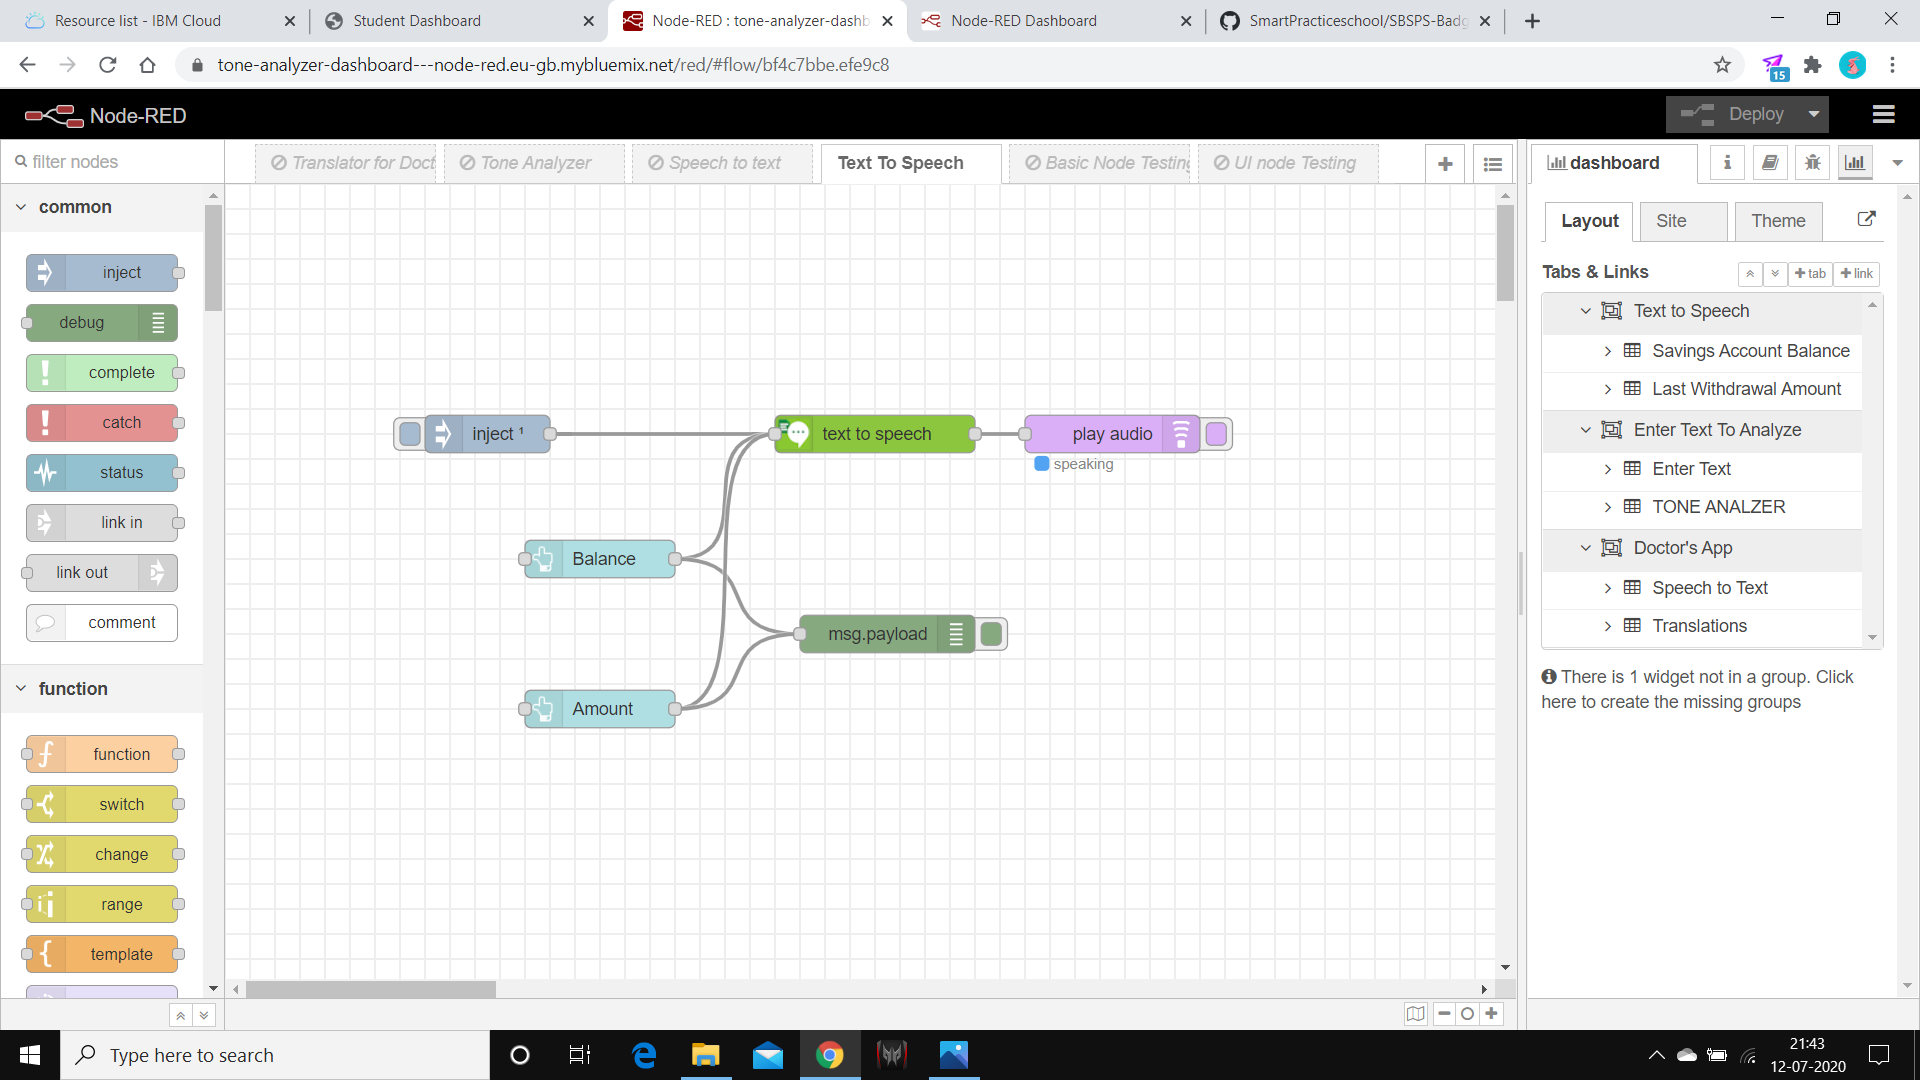 Resource list - IBM Cloud
Student Dashboard
Node-RED : tone-analyzer-dashb
Node-RED Dashboard
SmartPracticeschool/SBSPS-Badg
tone-analyzer-dashboard---node-red.eu-gb.mybluemix.net/red/#flow/bf4c7bbe.efe9c8
15
Node-RED
Deploy
filter nodes
Translator for Doct
Tone Analyzer
Speech to text
Text To Speech
Basic Node Testing
UI node Testing
dashboard
common
inject
debug
complete
catch
status
link in
link out
comment
function
function
switch
change
range
template
inject ¹
text to speech
play audio
speaking
Balance
msg.payload
Amount
Layout
Site
Theme
Tabs & Links
tab
link
Text to Speech
Savings Account Balance
Last Withdrawal Amount
Enter Text To Analyze
Enter Text
TONE ANALZER
Doctor's App
Speech to Text
Translations
There is 1 widget not in a group. Click
here to create the missing groups
Type here to search
21:43
12-07-2020